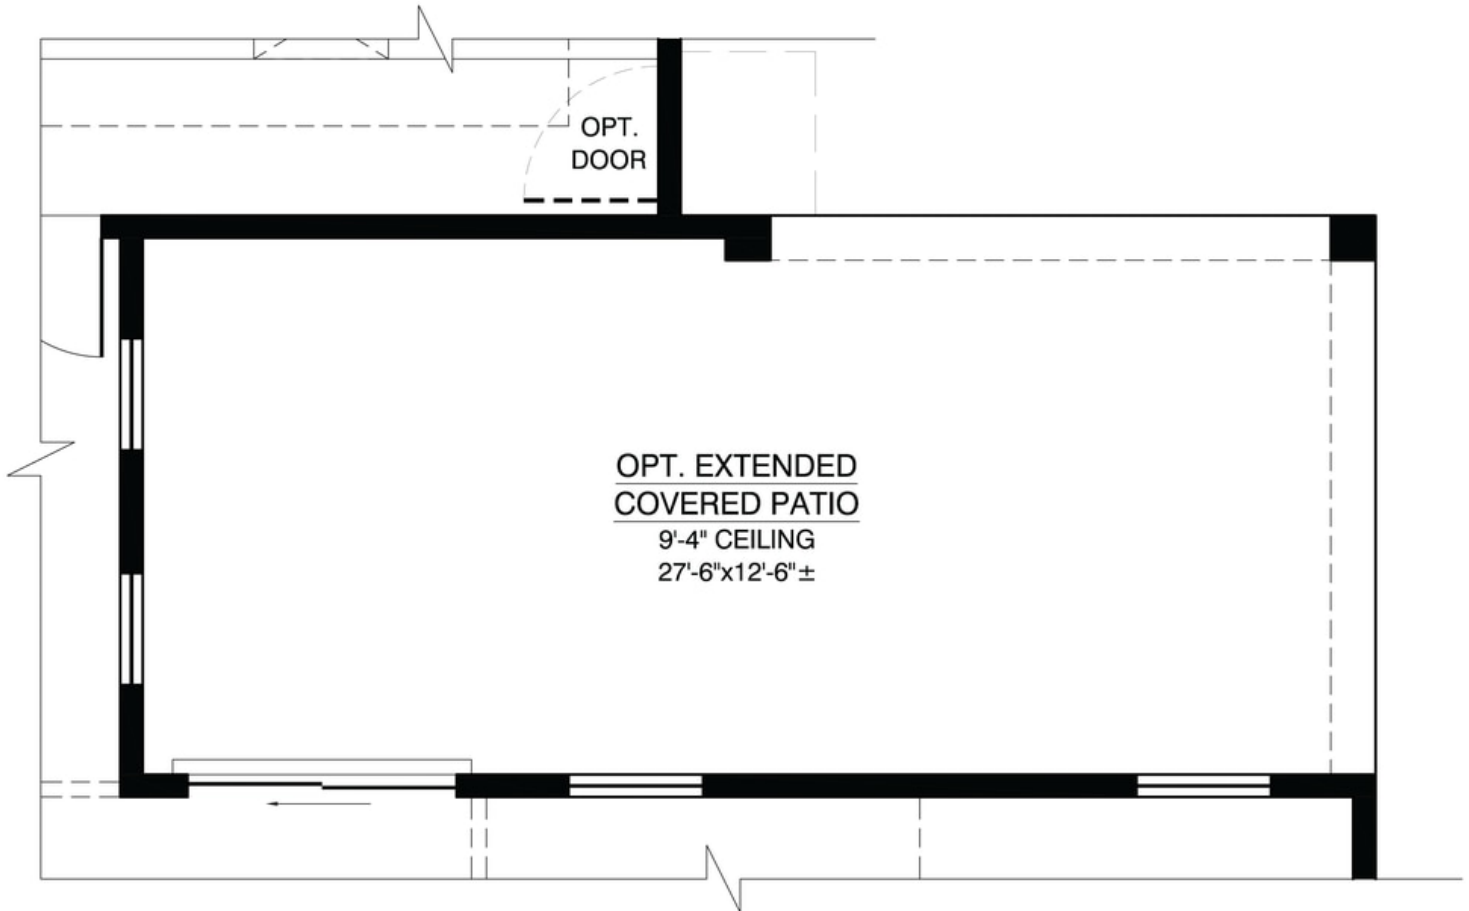 OPT.
DOOR
OPT. EXTENDED
COVERED PATIO
9'-4" CEILING
27'-6"x12'-6"±